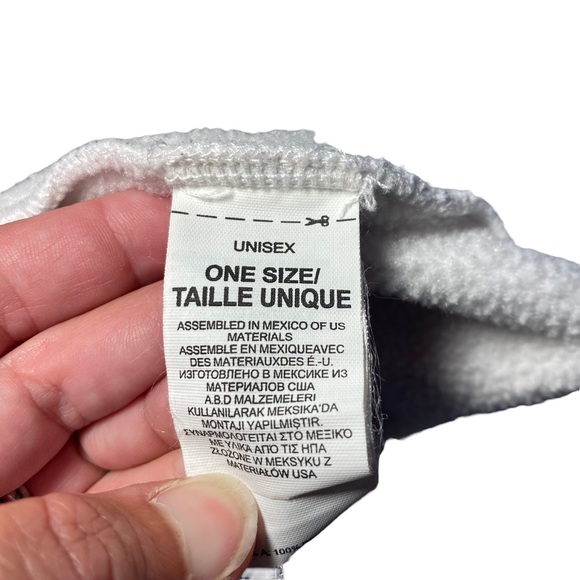 UNISEX
ONE SIZE/
TAILLE UNIQUE
ASSEMBLED IN MEXICO OF US
MATERIALS
ASSEMBLE EN MEXIQUEAVEC
DES MATERIAUXDES É.-U.
ИЗГОТОВЛЕНО В МЕКСИКЕ ИЗ
МАТЕРИАЛОВ США
A.B.D MALZEMELERI
KULLANILARAK MEKSIKA'DA
MONTAJI YAPILMIŞTIR.
ΣΥΝΑΡΜΟΛΟΓΕΙΤΑΙ ΣΤΟ ΜΕΞΙΚΟ
ΜΕ ΥΛΙΚΑ ΑΠΟ ΤΙΣ ΗΠΑ
ZŁOŻONE W MEKSYKU Z
MATERIAŁÓW USA
A: 100%